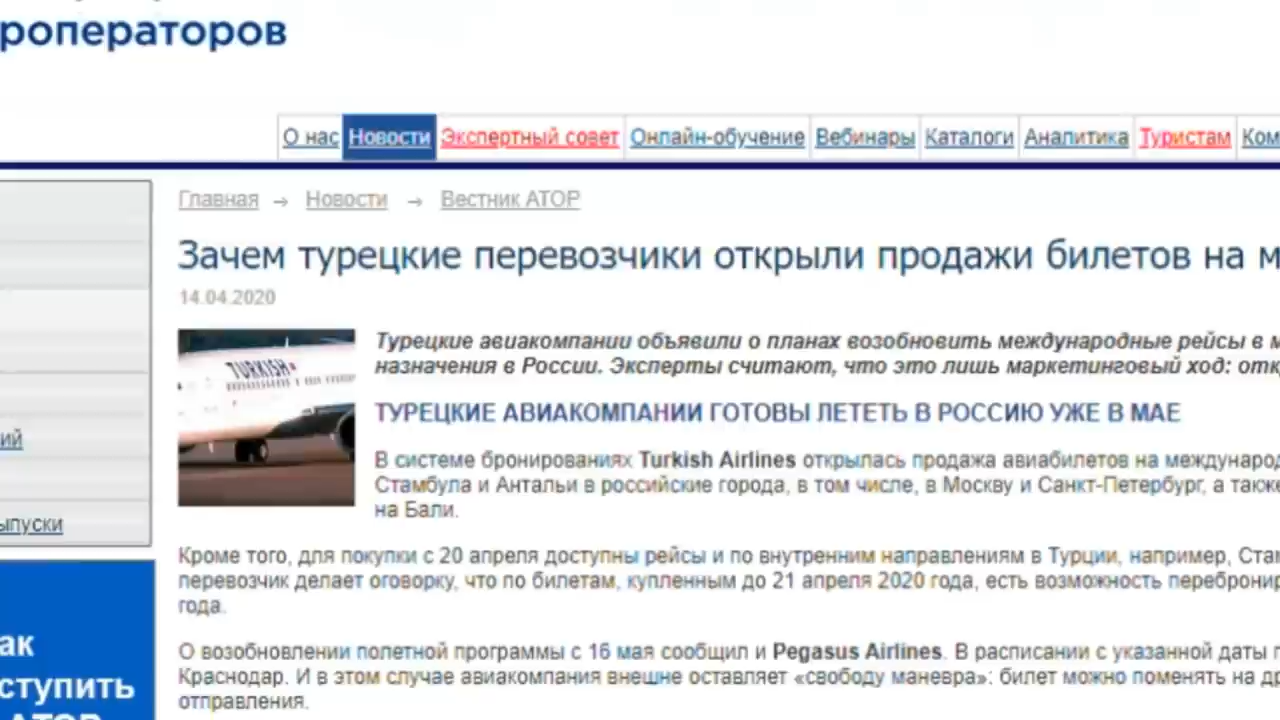 роператоров
О нас Новости Экспертный совет Онлайн-обучение Вебинары Каталоги Аналитика Туристам Ком
Главная → Новости → Вестник АТОР
Зачем турецкие перевозчики открыли продажи билетов на м
14.04.2020
TURKISH
Турецкие авиакомпании объявили о планах возобновить международные рейсы в м
назначения в России. Эксперты считают, что это лишь маркетинговый ход: отк
ТУРЕЦКИЕ АВИАКОМПАНИИ ГОТОВЫ ЛЕТЕТЬ В РОССИЮ УЖЕ В МАЕ
В системе бронированиях Turkish Airlines открылась продажа авиабилетов на международ
Стамбула и Антальи в российские города, в том числе, в Москву и Санкт-Петербург, а также
на Бали.
Кроме того, для покупки с 20 апреля доступны рейсы и по внутренним направлениям в Турции, например, Стам
перевозчик делает оговорку, что по билетам, купленным до 21 апреля 2020 года, есть возможность перебронир
года.
О возобновлении полетной программы с 16 мая сообщил и Pegasus Airlines. В расписании с указанной даты п
Краснодар. И в этом случае авиакомпания внешне оставляет «свободу маневра»: билет можно поменять на др
отправления.
ий
ыпуски
ак
ступить
АТОР